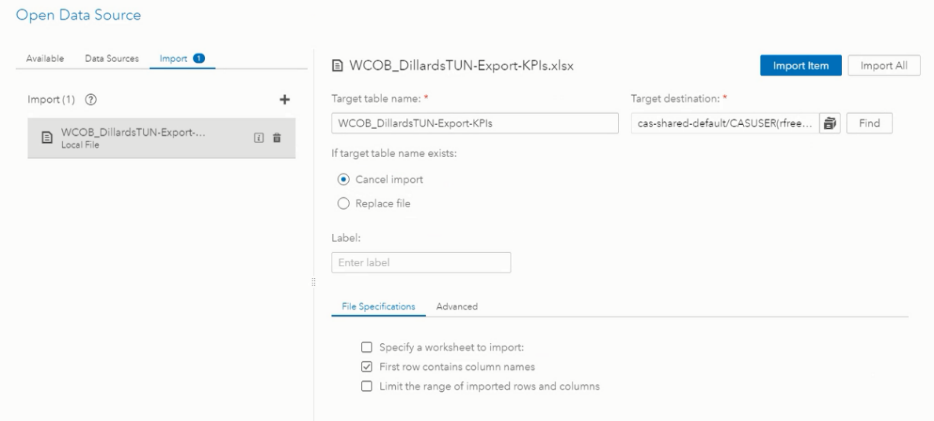 Open Data Source
Available Data Sources Import 1
WCOB_DillardsTUN-Export-KPIs.xlsx
Import Item Import All
Import (1) ? +
WCOB_DillardsTUN-Export-...
Local File
Target table name: * Target destination: *
WCOB_DillardsTUN-Export-KPIs cas-shared-default/CASUSER(rfree... Find
If target table name exists:
Cancel import
Replace file
Label:
Enter label
File Specifications Advanced
Specify a worksheet to import:
First row contains column names
Limit the range of imported rows and columns